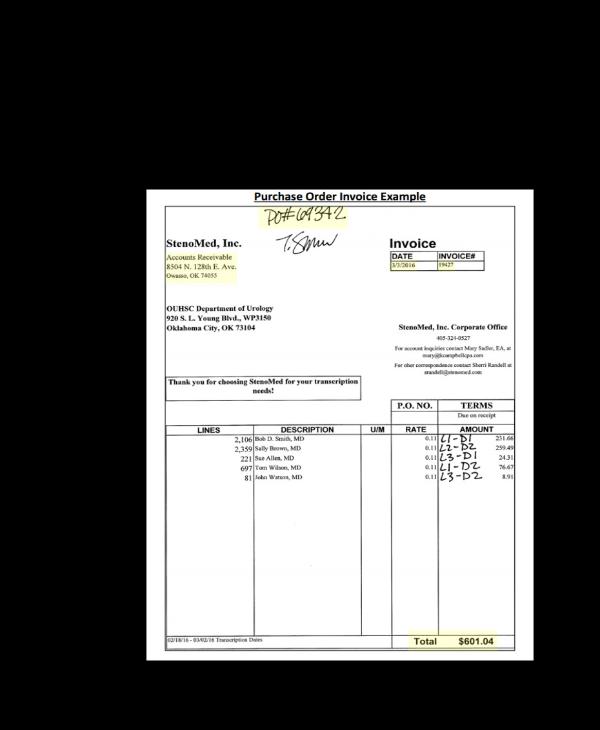 Purchase Order Invoice Example
PO# 69342
StenoMed, Inc.
Accounts Receivable
8504 N. 128th E. Ave.
Owasso, OK 74055
Invoice
DATE INVOICE#
3/3/2016 19427
OUHSC Department of Urology
920 S. L. Young Blvd., WP3150
Oklahoma City, OK 73104
StenoMed, Inc. Corporate Office
405-324-0527
For account inquiries contact Mary Sadler, EA, at
mary@kcampbellcpa.com
For oher correspondence contact Sherri Randell at
srandell@stenomed.com
Thank you for choosing StenoMed for your transcription
needs!
P.O. NO. TERMS
Due on receipt
LINES DESCRIPTION U/M RATE AMOUNT
2,106 Bob D. Smith, MD 0.11 L1-D1 231.66
2,359 Sally Brown, MD 0.11 L2-D2 259.49
221 Sue Allen, MD 0.11 L3-D1 24.31
697 Tom Wilson, MD 0.11 L1-D2 76.67
81 John Watson, MD 0.11 L3-D2 8.91
02/18/16 - 03/02/16 Transcription Dates
Total $601.04